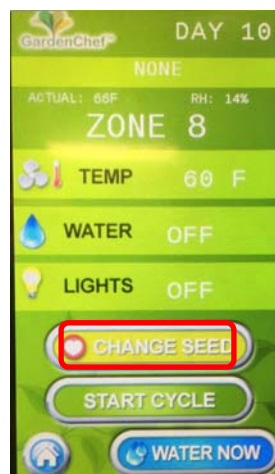 GardenChef™ DAY 10
NONE
ACTUAL: 66F RH: 14%
ZONE 8
TEMP 60 F
WATER OFF
LIGHTS OFF
CHANGE SEED
START CYCLE
WATER NOW